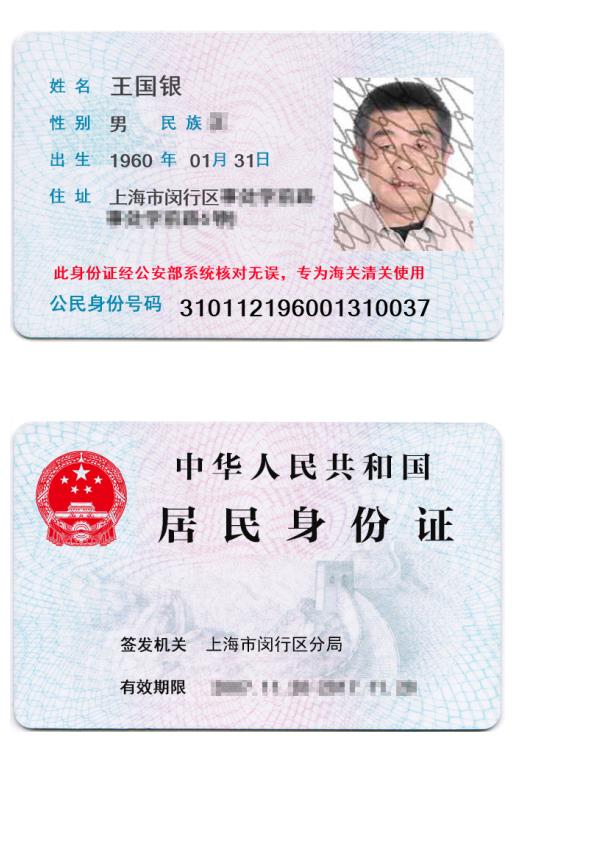 姓名 王国银
性别 男 民族
出生 1960 年 01月 31日
住址 上海市闵行区
此身份证经公安部系统核对无误，专为海关清关使用
公民身份号码 310112196001310037
中华人民共和国
居民身份证
签发机关 上海市闵行区分局
有效期限